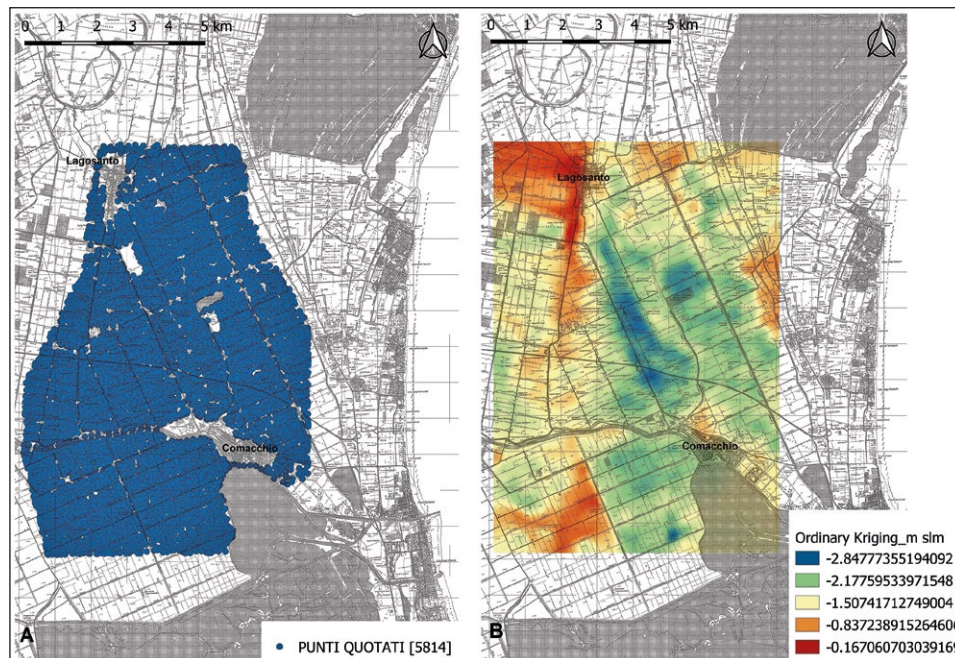 0 1 2 3 4 5 km
Lagosanto
Comacchio
A
PUNTI QUOTATI [5814]
0 1 2 3 4 5 km
Lagosanto
Comacchio
B
Ordinary Kriging_m slm
-2.84777355194092
-2.17759533971548
-1.50741712749004
-0.83723891526460
-0.16706070303916